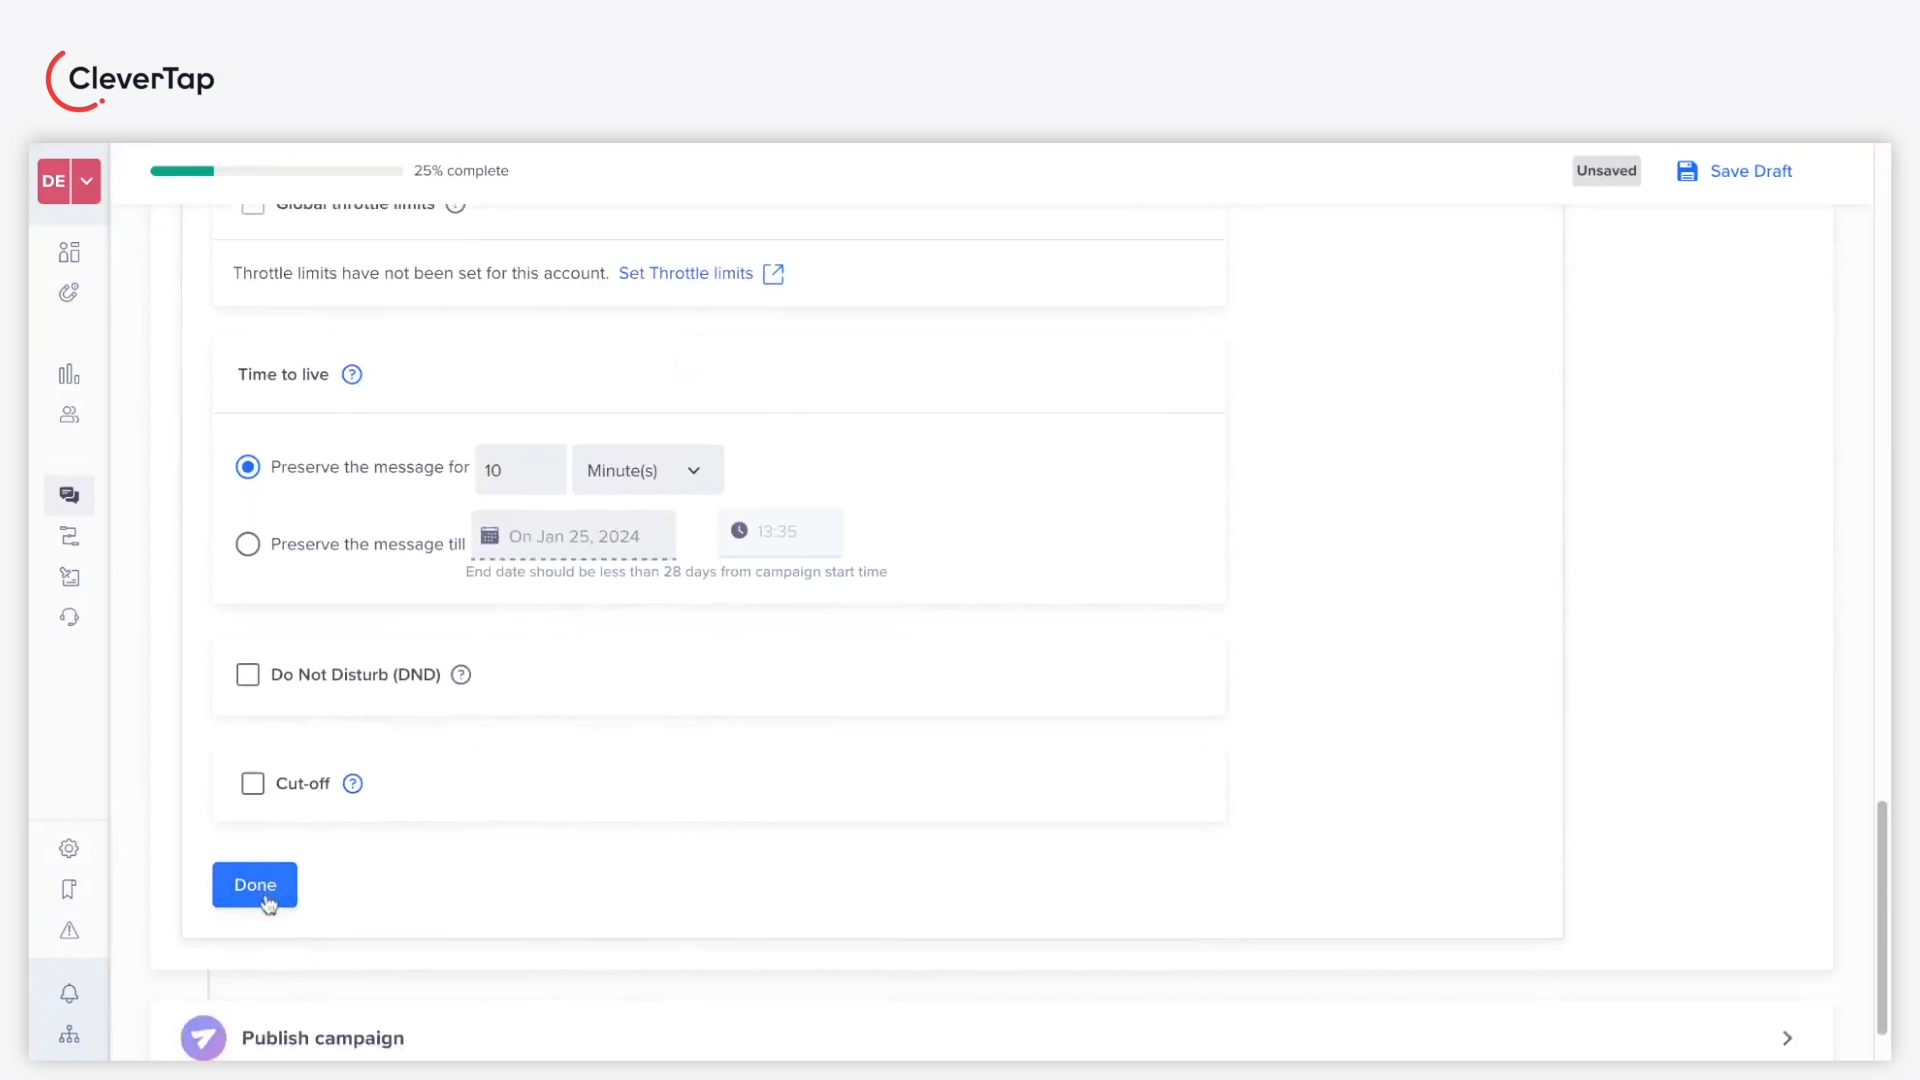 CleverTap
DE
25% complete
Unsaved
Save Draft
Global throttle limits
Throttle limits have not been set for this account. Set Throttle limits
Time to live
Preserve the message for 10 Minute(s)
Preserve the message till On Jan 25, 2024 13:35
End date should be less than 28 days from campaign start time
Do Not Disturb (DND)
Cut-off
Done
Publish campaign